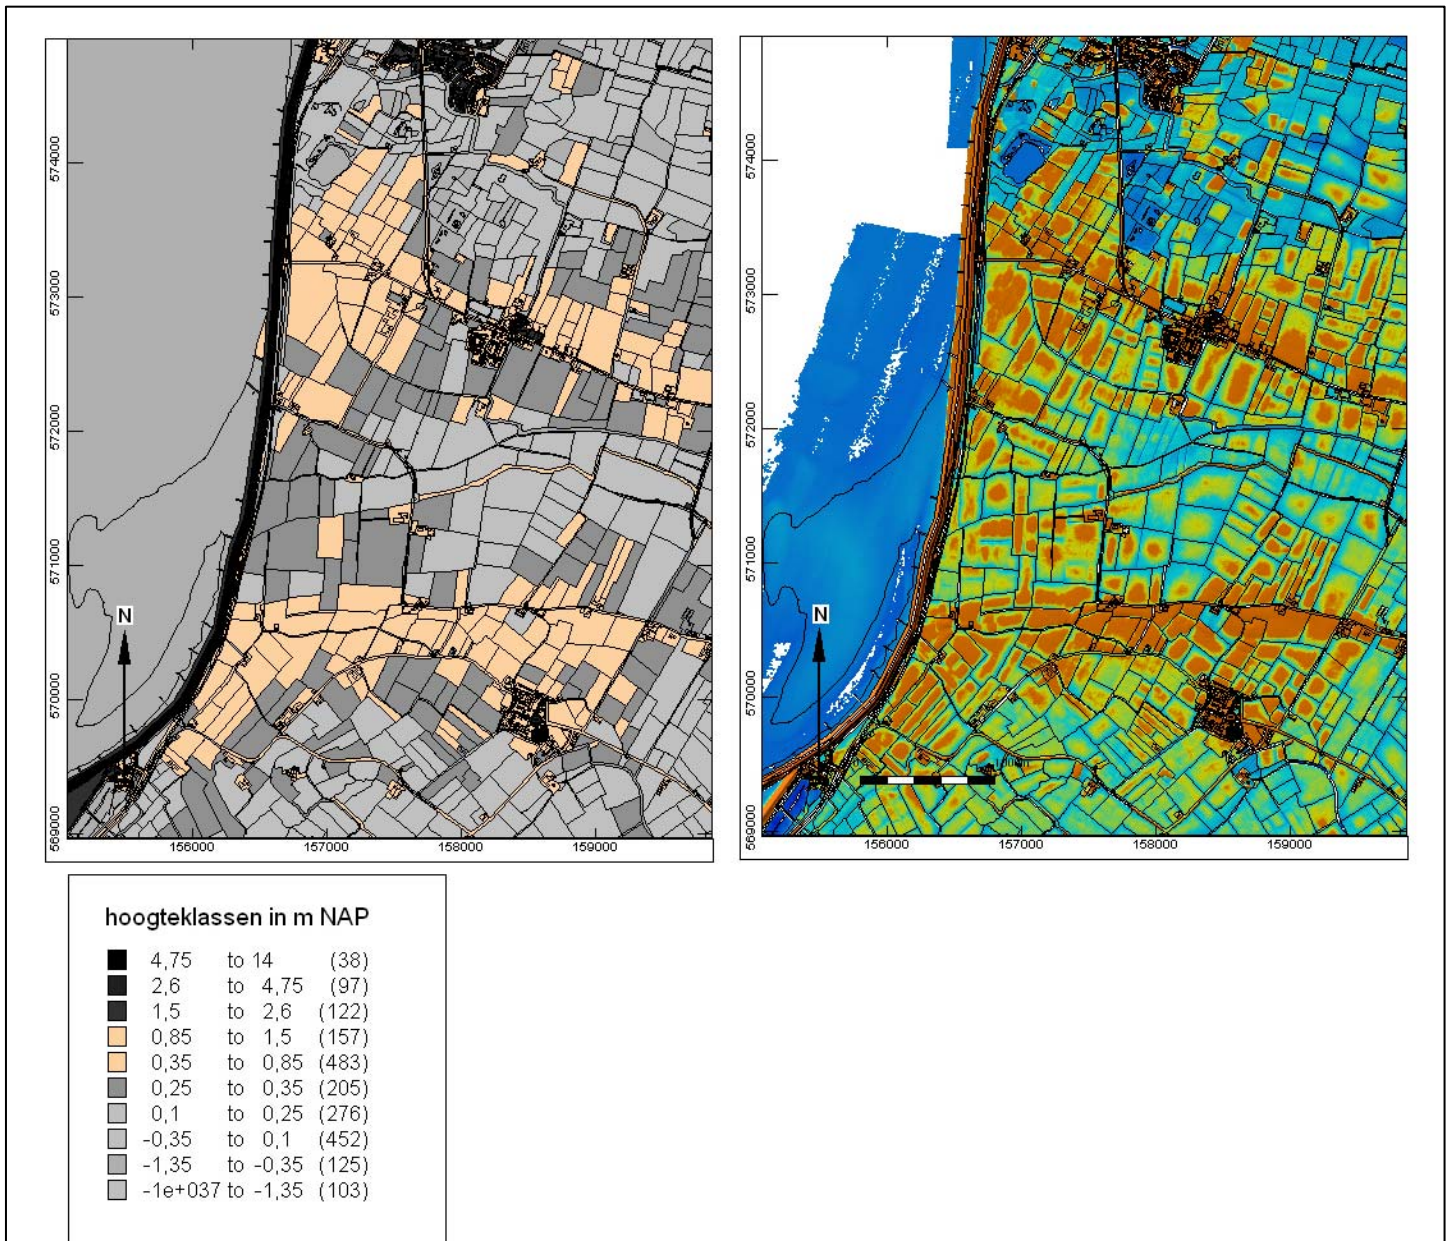 574000
573000
572000
571000
570000
569000
N
156000 157000 158000 159000
574000
573000
572000
571000
570000
569000
N
156000 157000 158000 159000
hoogteklassen in m NAP
4,75 to 14 (38)
2,6 to 4,75 (97)
1,5 to 2,6 (122)
0,85 to 1,5 (157)
0,35 to 0,85 (483)
0,25 to 0,35 (205)
0,1 to 0,25 (276)
-0,35 to 0,1 (452)
-1,35 to -0,35 (125)
-1e+037 to -1,35 (103)